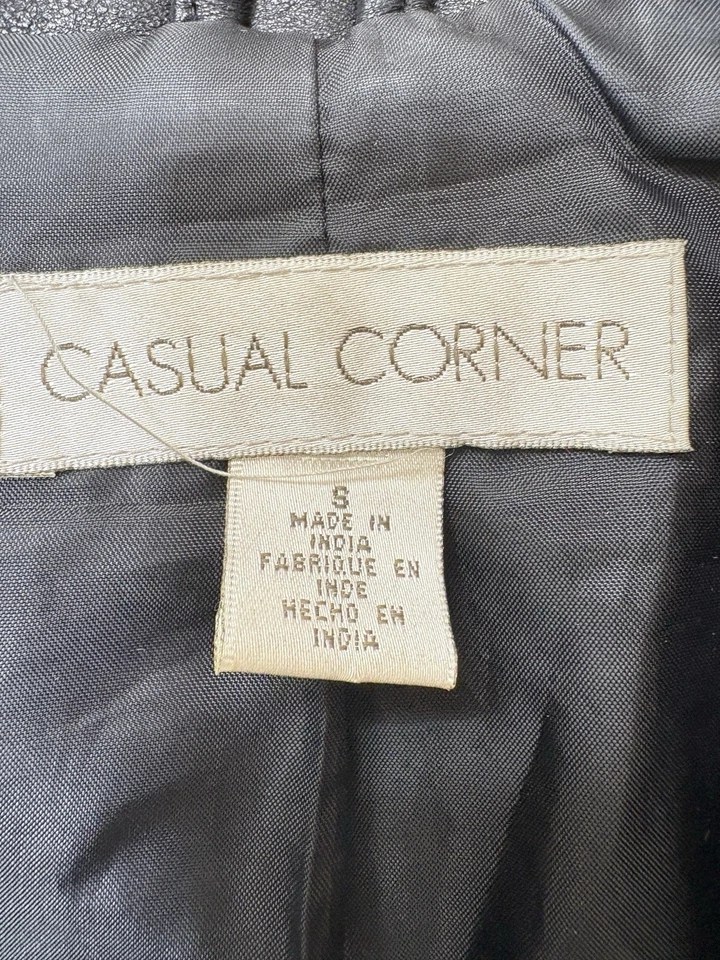 CASUAL CORNER
S
MADE IN
INDIA
FABRIQUE EN
INDE
HECHO EN
INDIA